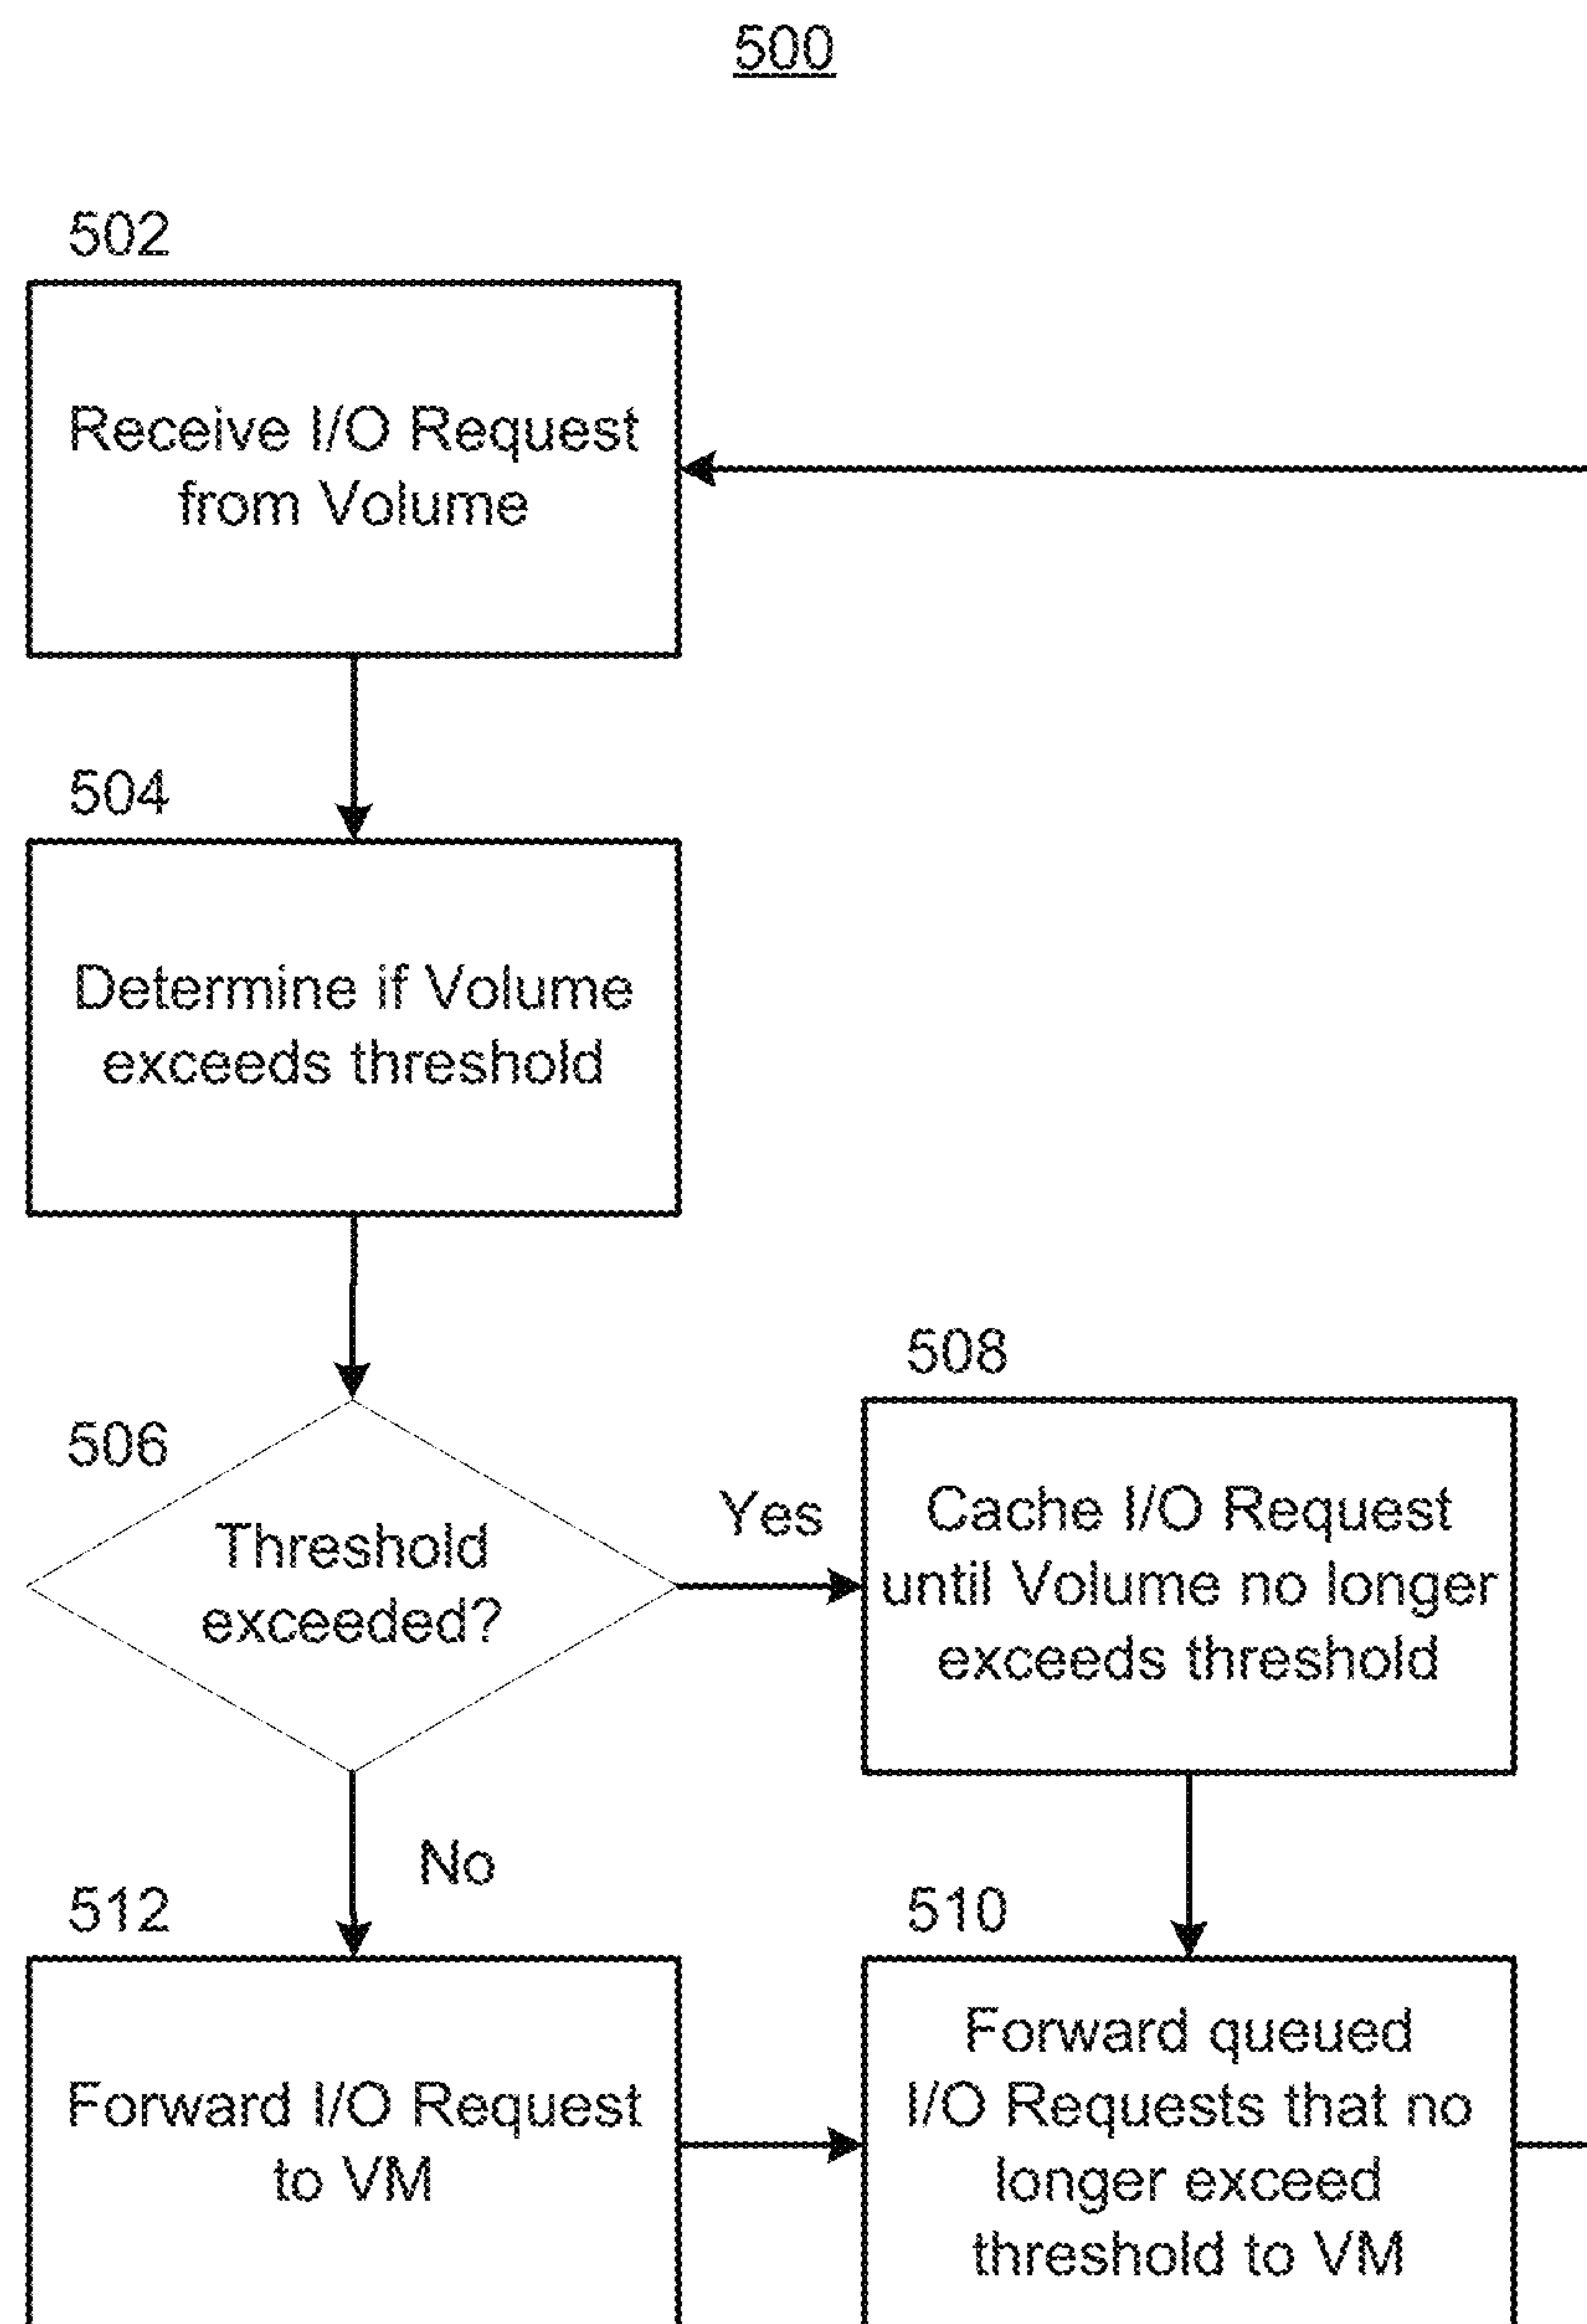 500
502
Receive I/O Request
from Volume
504
Determine if Volume
exceeds threshold
506
Threshold
exceeded?
Yes
508
Cache I/O Request
until Volume no longer
exceeds threshold
No
512
Forward I/O Request
to VM
510
Forward queued
I/O Requests that no
longer exceed
threshold to VM